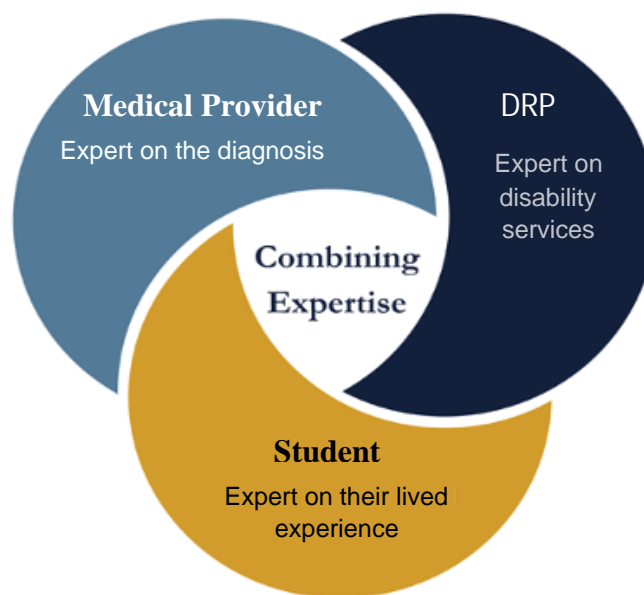 Medical Provider
Expert on the diagnosis
DRP
Expert on
disability
services
Combining
Expertise
Student
Expert on their lived
experience